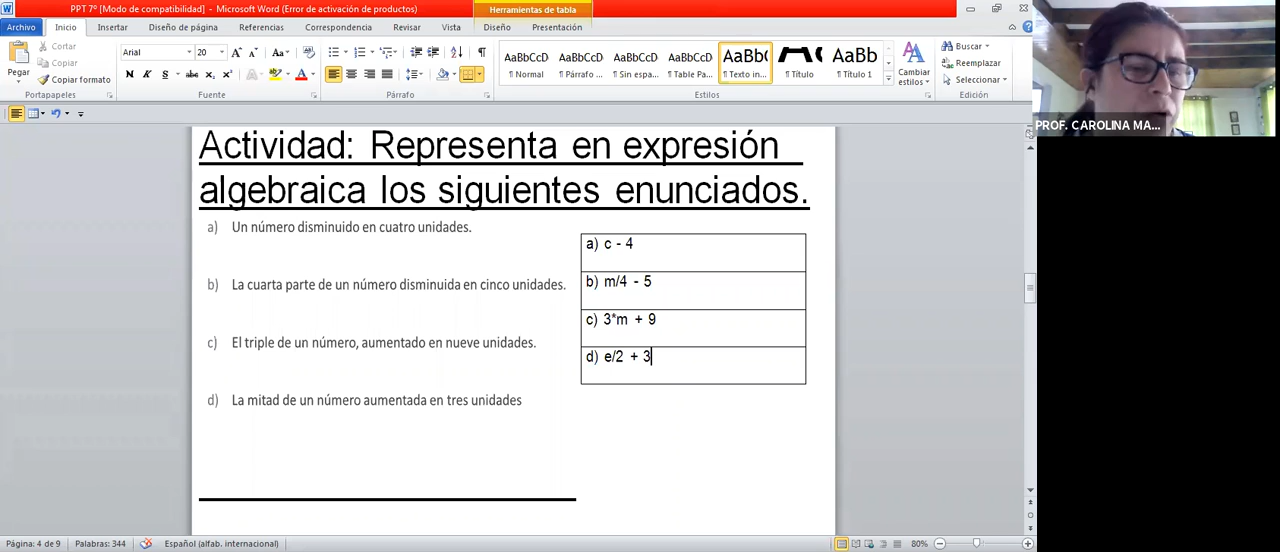 PPT 7º [Modo de compatibilidad] - Microsoft Word (Error de activación de productos)
Herramientas de tabla
Archivo Inicio Insertar Diseño de página Referencias Correspondencia Revisar Vista Diseño Presentación
Pegar
Cortar
Copiar
Copiar formato
Portapapeles
Arial 20
Fuente
Párrafo
AaBbCcD AaBbCcD AaBbCcD AaBbCcD AaBb( AaBb
¶ Normal ¶ Párrafo ... ¶ Sin espa... ¶ Table Pa... ¶ Texto in... ¶ Título ¶ Título 1
Cambiar estilos
Estilos
Buscar
Reemplazar
Seleccionar
Edición
PROF. CAROLINA MA...
Actividad: Representa en expresión
algebraica los siguientes enunciados.
a) Un número disminuido en cuatro unidades.
b) La cuarta parte de un número disminuida en cinco unidades.
c) El triple de un número, aumentado en nueve unidades.
d) La mitad de un número aumentada en tres unidades
a) c - 4
b) m/4 - 5
c) 3*m + 9
d) e/2 + 3
Página: 4 de 9 Palabras: 344 Español (alfab. internacional) 80%